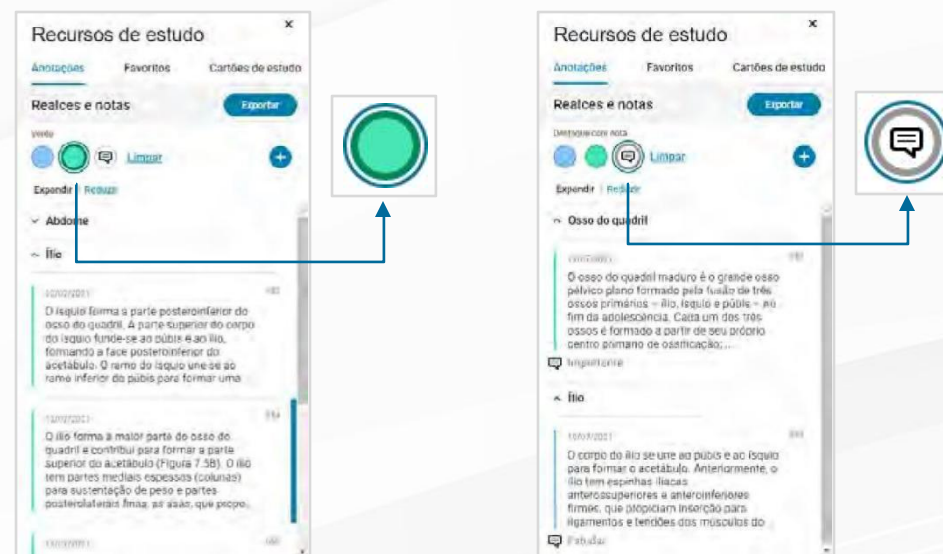 Recursos de estudo
×
Anotações Favoritos Cartões de estudo
Realces e notas Exportar
Verde
Limpar
+
Expandir | Reduzir
Abdome
Ílio
O ísquio forma a parte posteroinferior do
osso do quadril. A parte superior do corpo
do ísquio funde-se ao púbis e ao ílio,
formando a face posteroinferior do
acetábulo. O ramo do ísquio une-se ao
ramo inferior do púbis para formar uma
O ílio forma a maior parte do osso do
quadril e contribui para formar a parte
superior do acetábulo (Figura 7.5B). O ílio
tem partes mediais espessas (colunas)
para sustentação de peso e partes
posterolaterais finas, as asas, que propo..
Recursos de estudo
×
Anotações Favoritos Cartões de estudo
Realces e notas Exportar
Destaque com nota
Limpar
+
Expandir | Reduzir
Osso do quadril
O osso do quadril maduro é o grande osso
pélvico plano formado pela fusão de três
ossos primários – ílio, ísquio e púbis – no
fim da adolescência. Cada um dos três
ossos é formado a partir de seu próprio
centro primário de ossificação;...
Importante
Ílio
O corpo do ílio se une ao púbis e ao ísquio
para formar o acetábulo. Anteriormente, o
ílio tem espinhas ilíacas
anterossuperiores e anteroinferiores
firmes, que propiciam inserção para
ligamentos e tendões dos músculos do
Estudar